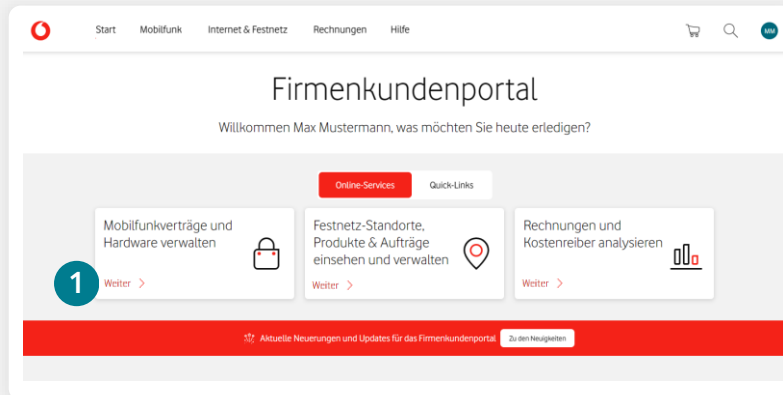 Start Mobilfunk Internet & Festnetz Rechnungen Hilfe MM
Firmenkundenportal
Willkommen Max Mustermann, was möchten Sie heute erledigen?
Online-Services Quick-Links
Mobilfunkverträge und
Hardware verwalten
1 Weiter
Festnetz-Standorte,
Produkte & Aufträge
einsehen und verwalten
Weiter
Rechnungen und
Kostenreiber analysieren
Weiter
Aktuelle Neuerungen und Updates für das Firmenkundenportal Zu den Neuigkeiten